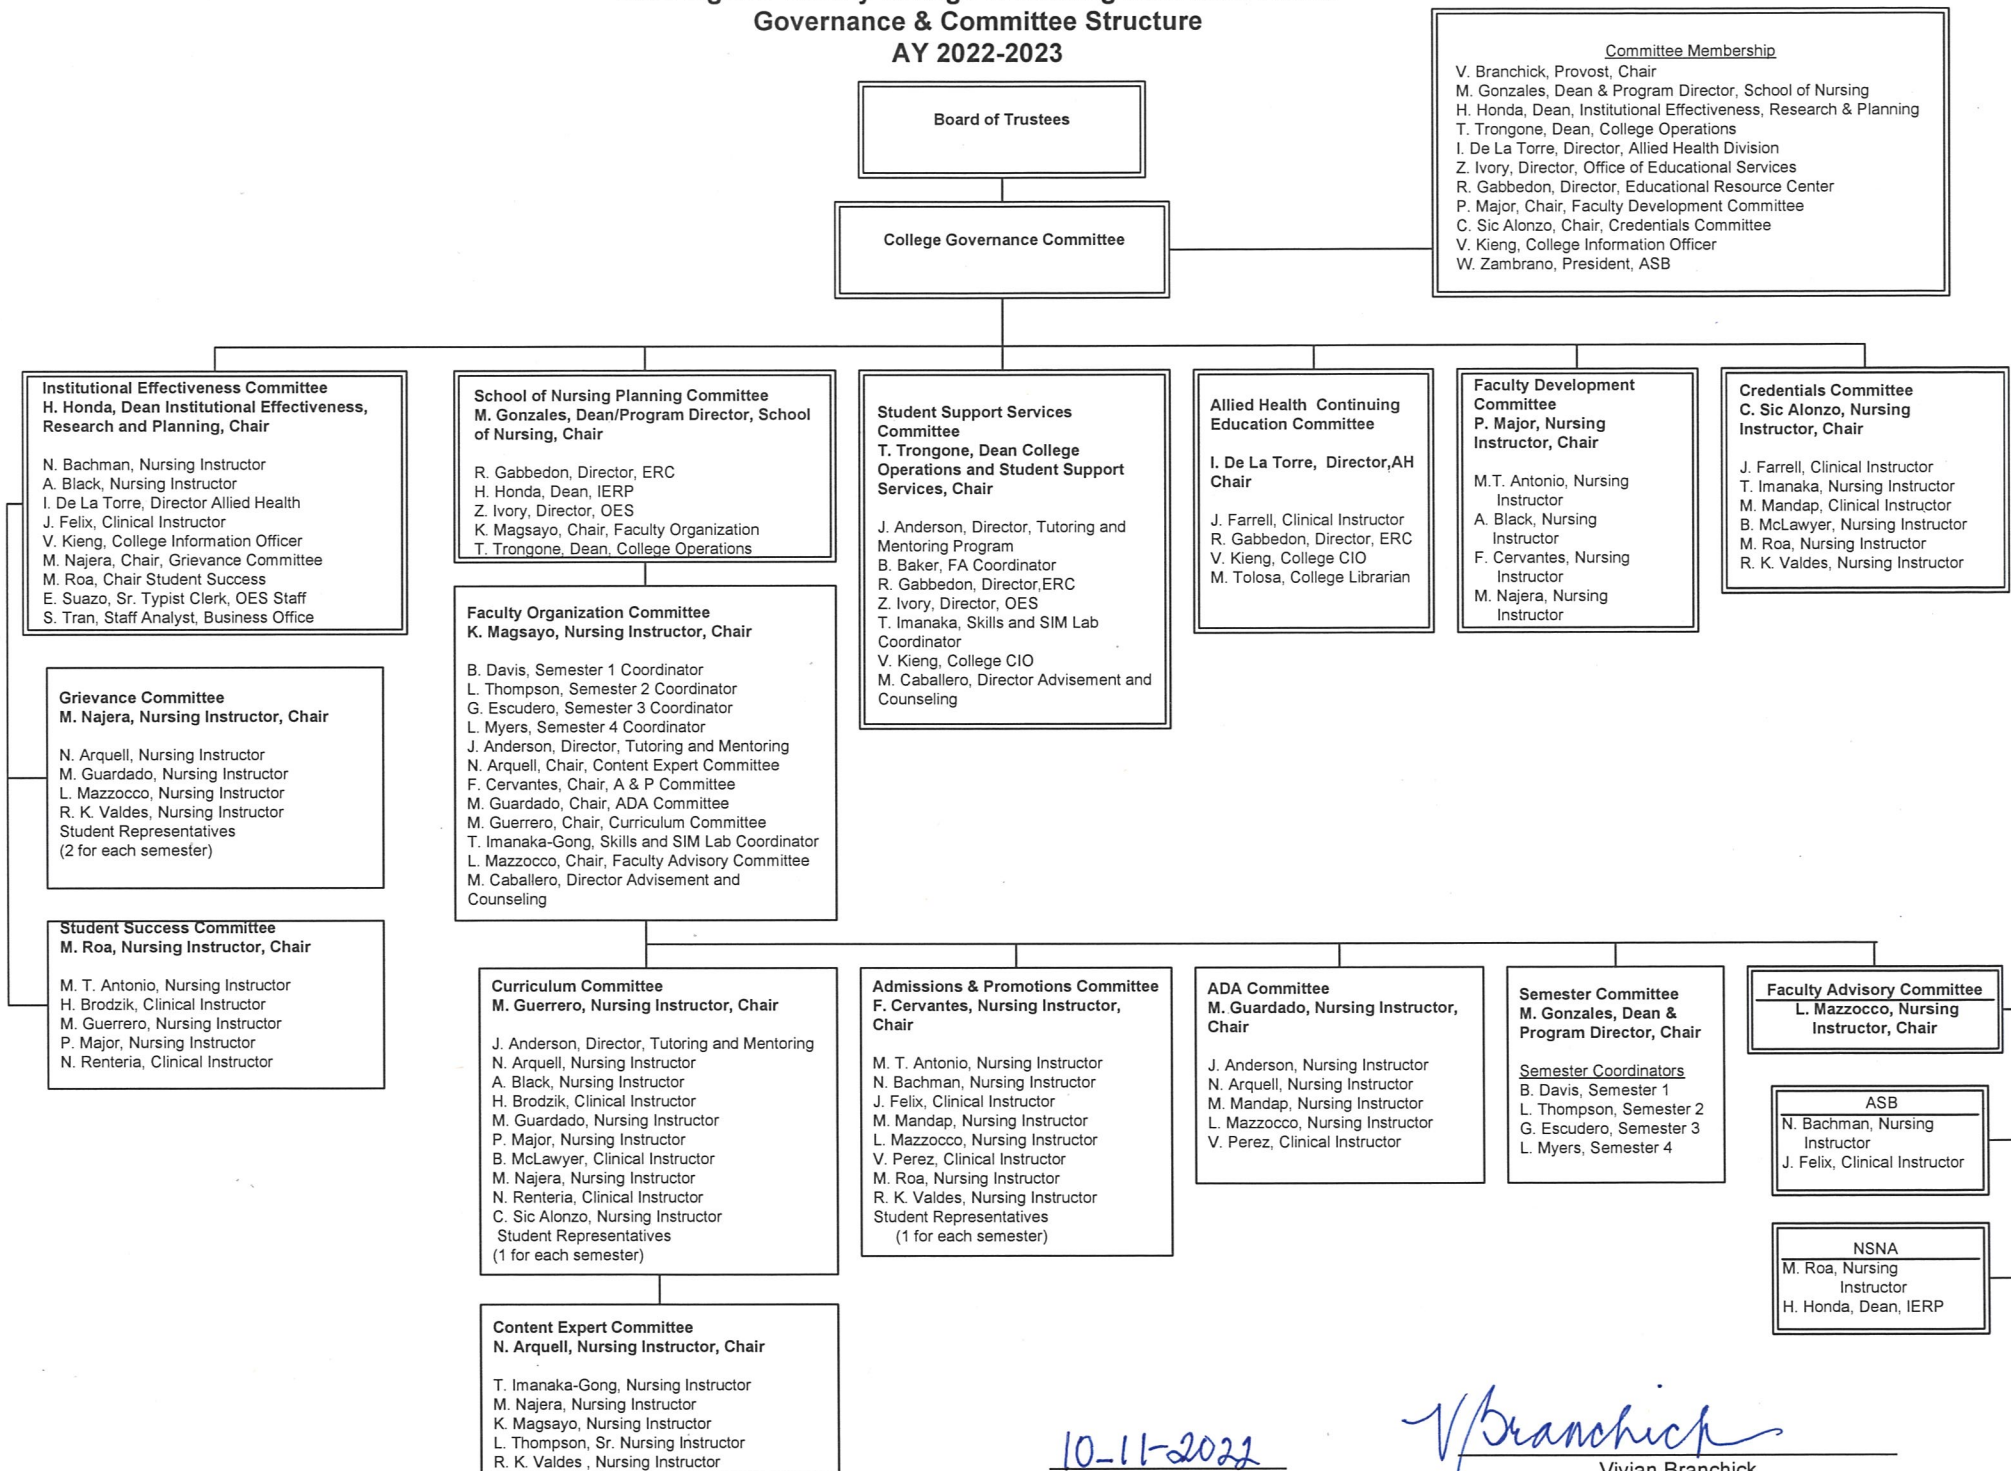 Governance & Committee Structure
AY 2022-2023
Committee Membership
V. Branchick, Provost, Chair
M. Gonzales, Dean & Program Director, School of Nursing
H. Honda, Dean, Institutional Effectiveness, Research & Planning
T. Trongone, Dean, College Operations
I. De La Torre, Director, Allied Health Division
Z. Ivory, Director, Office of Educational Services
R. Gabbedon, Director, Educational Resource Center
P. Major, Chair, Faculty Development Committee
C. Sic Alonzo, Chair, Credentials Committee
V. Kieng, College Information Officer
W. Zambrano, President, ASB
Board of Trustees
College Governance Committee
Institutional Effectiveness Committee
H. Honda, Dean Institutional Effectiveness,
Research and Planning, Chair
N. Bachman, Nursing Instructor
A. Black, Nursing Instructor
I. De La Torre, Director Allied Health
J. Felix, Clinical Instructor
V. Kieng, College Information Officer
M. Najera, Chair, Grievance Committee
M. Roa, Chair Student Success
E. Suazo, Sr. Typist Clerk, OES Staff
S. Tran, Staff Analyst, Business Office
School of Nursing Planning Committee
M. Gonzales, Dean/Program Director, School
of Nursing, Chair
R. Gabbedon, Director, ERC
H. Honda, Dean, IERP
Z. Ivory, Director, OES
K. Magsayo, Chair, Faculty Organization
T. Trongone, Dean, College Operations
Student Support Services
Committee
T. Trongone, Dean College
Operations and Student Support
Services, Chair
J. Anderson, Director, Tutoring and
Mentoring Program
B. Baker, FA Coordinator
R. Gabbedon, Director,ERC
Z. Ivory, Director, OES
T. Imanaka, Skills and SIM Lab
Coordinator
V. Kieng, College CIO
M. Caballero, Director Advisement and
Counseling
Allied Health Continuing
Education Committee
I. De La Torre, Director,AH
Chair
J. Farrell, Clinical Instructor
R. Gabbedon, Director, ERC
V. Kieng, College CIO
M. Tolosa, College Librarian
Faculty Development
Committee
P. Major, Nursing
Instructor, Chair
M.T. Antonio, Nursing
Instructor
A. Black, Nursing
Instructor
F. Cervantes, Nursing
Instructor
M. Najera, Nursing
Instructor
Credentials Committee
C. Sic Alonzo, Nursing
Instructor, Chair
J. Farrell, Clinical Instructor
T. Imanaka, Nursing Instructor
M. Mandap, Clinical Instructor
B. McLawyer, Nursing Instructor
M. Roa, Nursing Instructor
R. K. Valdes, Nursing Instructor
Grievance Committee
M. Najera, Nursing Instructor, Chair
N. Arquell, Nursing Instructor
M. Guardado, Nursing Instructor
L. Mazzocco, Nursing Instructor
R. K. Valdes, Nursing Instructor
Student Representatives
(2 for each semester)
Student Success Committee
M. Roa, Nursing Instructor, Chair
M. T. Antonio, Nursing Instructor
H. Brodzik, Clinical Instructor
M. Guerrero, Nursing Instructor
P. Major, Nursing Instructor
N. Renteria, Clinical Instructor
Faculty Organization Committee
K. Magsayo, Nursing Instructor, Chair
B. Davis, Semester 1 Coordinator
L. Thompson, Semester 2 Coordinator
G. Escudero, Semester 3 Coordinator
L. Myers, Semester 4 Coordinator
J. Anderson, Director, Tutoring and Mentoring
N. Arquell, Chair, Content Expert Committee
F. Cervantes, Chair, A & P Committee
M. Guardado, Chair, ADA Committee
M. Guerrero, Chair, Curriculum Committee
T. Imanaka-Gong, Skills and SIM Lab Coordinator
L. Mazzocco, Chair, Faculty Advisory Committee
M. Caballero, Director Advisement and
Counseling
Curriculum Committee
M. Guerrero, Nursing Instructor, Chair
J. Anderson, Director, Tutoring and Mentoring
N. Arquell, Nursing Instructor
A. Black, Nursing Instructor
H. Brodzik, Clinical Instructor
M. Guardado, Nursing Instructor
P. Major, Nursing Instructor
B. McLawyer, Clinical Instructor
M. Najera, Nursing Instructor
N. Renteria, Clinical Instructor
C. Sic Alonzo, Nursing Instructor
Student Representatives
(1 for each semester)
Admissions & Promotions Committee
F. Cervantes, Nursing Instructor,
Chair
M. T. Antonio, Nursing Instructor
N. Bachman, Nursing Instructor
J. Felix, Clinical Instructor
M. Mandap, Nursing Instructor
L. Mazzocco, Nursing Instructor
V. Perez, Clinical Instructor
M. Roa, Nursing Instructor
R. K. Valdes, Nursing Instructor
Student Representatives
(1 for each semester)
ADA Committee
M. Guardado, Nursing Instructor,
Chair
J. Anderson, Nursing Instructor
N. Arquell, Nursing Instructor
M. Mandap, Nursing Instructor
L. Mazzocco, Nursing Instructor
V. Perez, Clinical Instructor
Semester Committee
M. Gonzales, Dean &
Program Director, Chair
Semester Coordinators
B. Davis, Semester 1
L. Thompson, Semester 2
G. Escudero, Semester 3
L. Myers, Semester 4
Faculty Advisory Committee
L. Mazzocco, Nursing
Instructor, Chair
ASB
N. Bachman, Nursing
Instructor
J. Felix, Clinical Instructor
NSNA
M. Roa, Nursing
Instructor
H. Honda, Dean, IERP
Content Expert Committee
N. Arquell, Nursing Instructor, Chair
T. Imanaka-Gong, Nursing Instructor
M. Najera, Nursing Instructor
K. Magsayo, Nursing Instructor
L. Thompson, Sr. Nursing Instructor
R. K. Valdes , Nursing Instructor
10-11-2022
VBranchick
Vivian Branchick